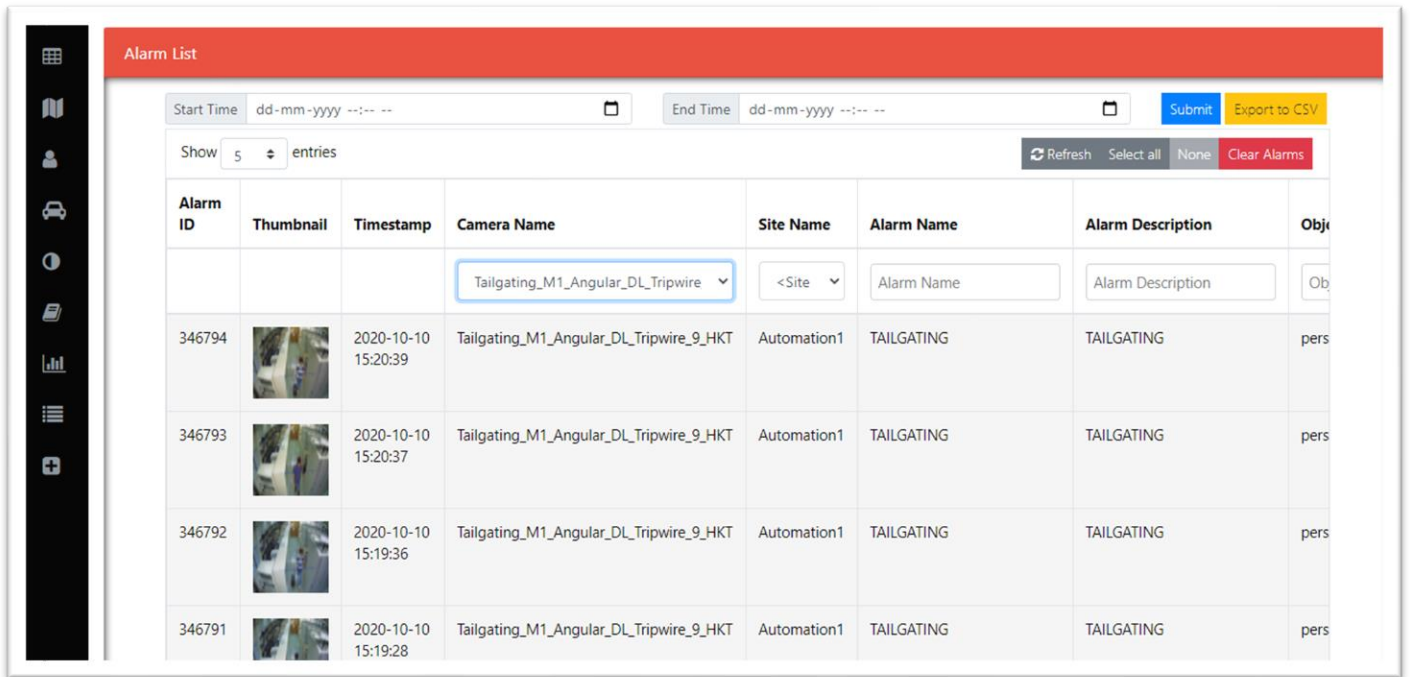 Alarm List
Start Time dd-mm-yyyy --:-- -- End Time dd-mm-yyyy --:-- -- Submit Export to CSV
Show 5 entries Refresh Select all None Clear Alarms
Alarm
ID Thumbnail Timestamp Camera Name Site Name Alarm Name Alarm Description Obje
Tailgating_M1_Angular_DL_Tripwire <Site Alarm Name Alarm Description Obj
346794 2020-10-10 Tailgating_M1_Angular_DL_Tripwire_9_HKT Automation1 TAILGATING TAILGATING pers
15:20:39
346793 2020-10-10 Tailgating_M1_Angular_DL_Tripwire_9_HKT Automation1 TAILGATING TAILGATING pers
15:20:37
346792 2020-10-10 Tailgating_M1_Angular_DL_Tripwire_9_HKT Automation1 TAILGATING TAILGATING pers
15:19:36
346791 2020-10-10 Tailgating_M1_Angular_DL_Tripwire_9_HKT Automation1 TAILGATING TAILGATING pers
15:19:28